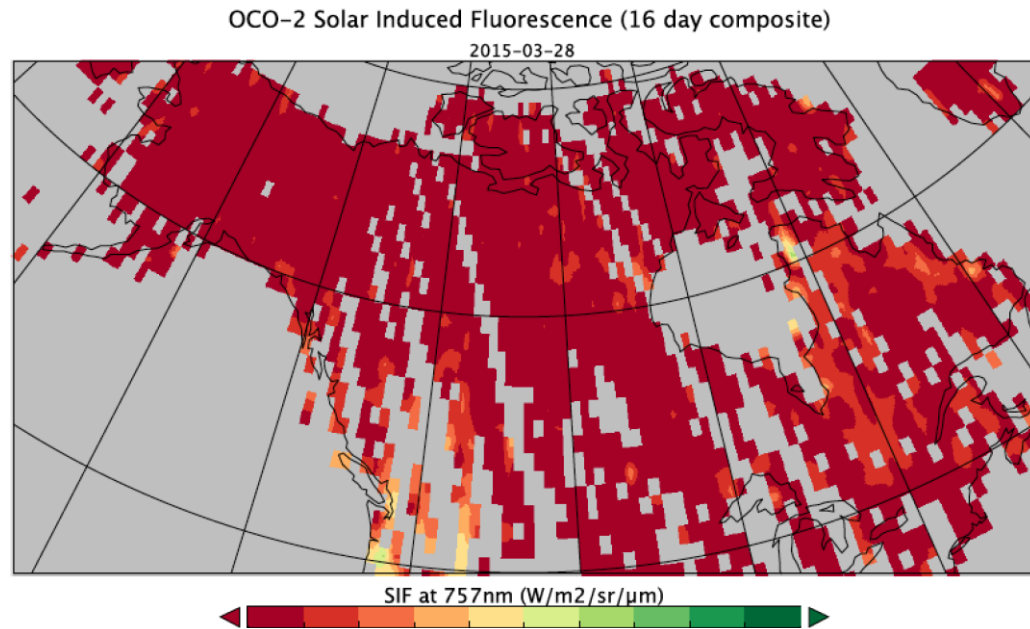 OCO-2 Solar Induced Fluorescence (16 day composite)
2015-03-28
SIF at 757nm (W/m2/sr/μm)